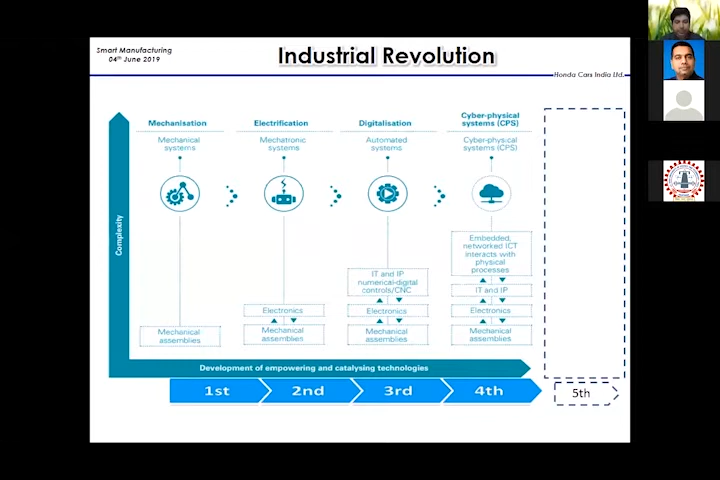 Smart Manufacturing
04th June 2019
Industrial Revolution
Honda Cars India Ltd.
Complexity
Mechanisation
Mechanical
systems
Mechanical
assemblies
Electrification
Mechatronic
systems
Electronics
Mechanical
assemblies
Digitalisation
Automated
systems
IT and IP
numerical-digital
controls/CNC
Electronics
Mechanical
assemblies
Cyber-physical
systems (CPS)
Cyber-physical
systems (CPS)
Embedded,
networked ICT
interacts with
physical
processes
IT and IP
Electronics
Mechanical
assemblies
Development of empowering and catalysing technologies
1st
2nd
3rd
4th
5th